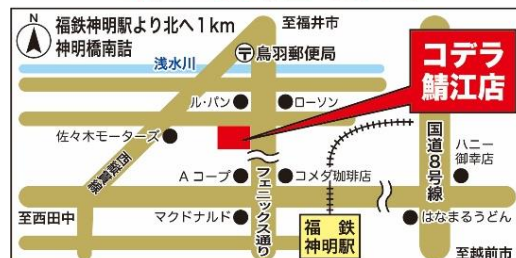 N
福鉄神明駅より北へ1km
神明橋南詰
至福井市
〒鳥羽郵便局
浅水川
コデラ
鯖江店
ル・パン
ローソン
佐々木モーターズ
国道8号線
ハニー
御幸店
Aコープ
コメダ珈琲店
フェニックス通り
至西田中
マクドナルド
福鉄
神明駅
はなまるうどん
至越前市